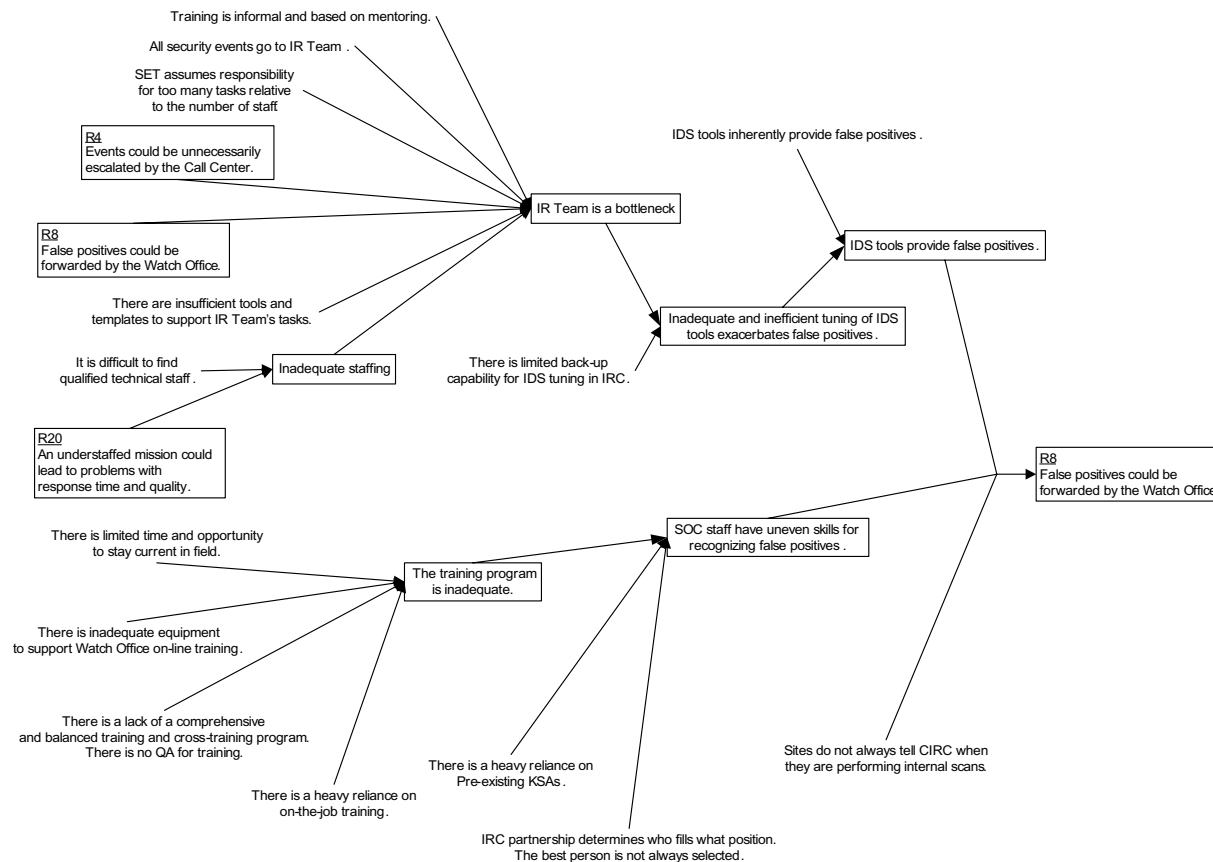 Training is informal and based on mentoring.
All security events go to IR Team .
SET assumes responsibility
for too many tasks relative
to the number of staff
R4
Events could be unnecessarily
escalated by the Call Center.
IDS tools inherently provide false positives .
IR Team is a bottleneck
R8
False positives could be
forwarded by the Watch Office.
IDS tools provide false positives .
There are insufficient tools and
templates to support IR Team's tasks.
Inadequate and inefficient tuning of IDS
tools exacerbates false positives .
It is difficult to find
qualified technical staff .
Inadequate staffing
There is limited back-up
capability for IDS tuning in IRC .
R20
An understaffed mission could
lead to problems with
response time and quality.
R8
False positives could be
forwarded by the Watch Office.
There is limited time and opportunity
to stay current in field.
SOC staff have uneven skills for
recognizing false positives .
The training program
is inadequate.
There is inadequate equipment
to support Watch Office on-line training.
There is a lack of a comprehensive
and balanced training and cross-training program.
There is no QA for training.
There is a heavy reliance on
on-the-job training.
There is a heavy reliance on
Pre-existing KSAs .
Sites do not always tell CIRC when
they are performing internal scans.
IRC partnership determines who fills what position.
The best person is not always selected .